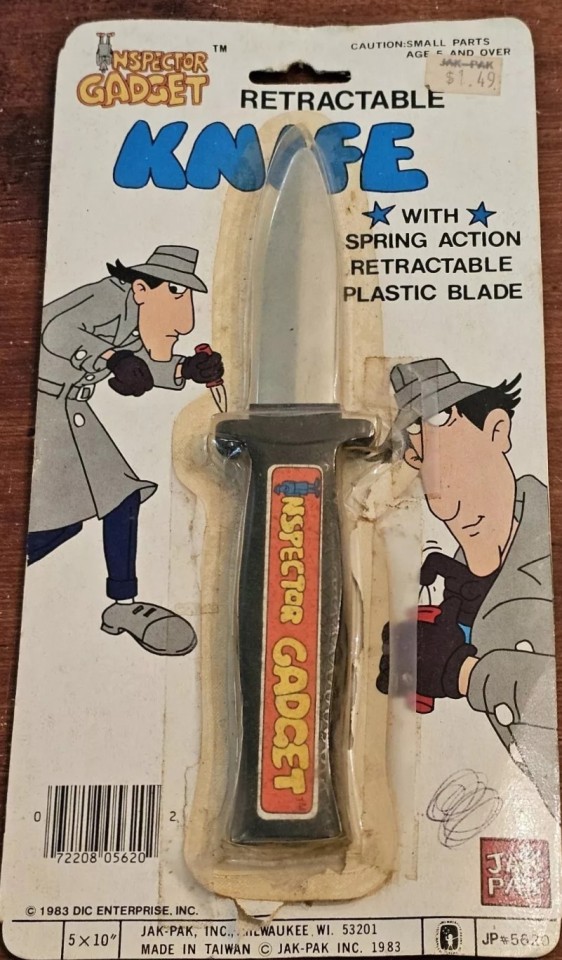 INSPECTOR
GADGET ™
CAUTION:SMALL PARTS
AGE 5 AND OVER
JAK-PAK
$1.49
RETRACTABLE
KNIFE
WITH
SPRING ACTION
RETRACTABLE
PLASTIC BLADE
INSPECTOR GADGET
0 72208 05620 2
JAK
PAK
© 1983 DIC ENTERPRISE, INC.
5 x 10"
JAK-PAK, INC., MILWAUKEE, WI. 53201
MADE IN TAIWAN © JAK-PAK INC. 1983
JP#5620